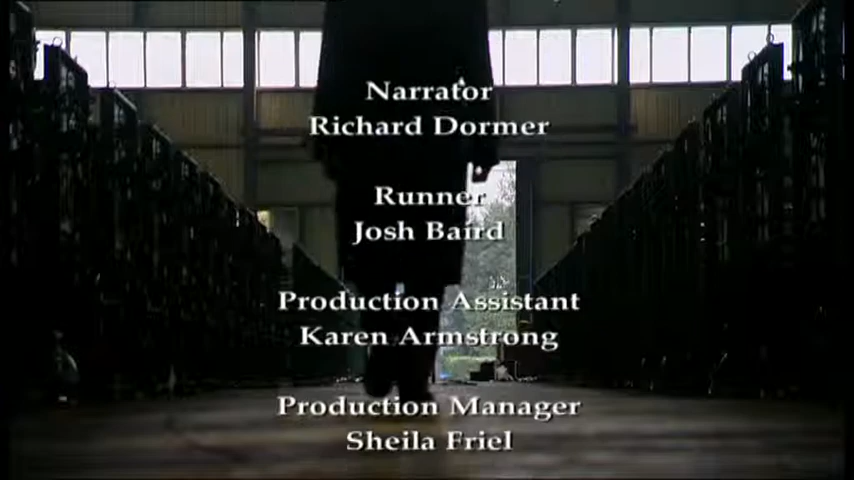 Narrator
Richard Dormer
Runner
Josh Baird
Production Assistant
Karen Armstrong
Production Manager
Sheila Friel